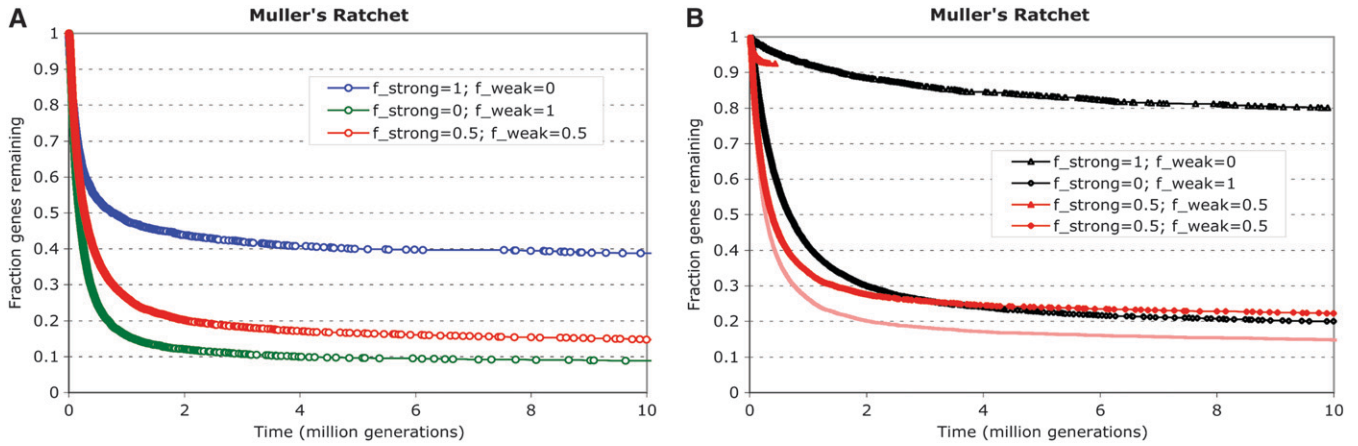 A
Muller's Ratchet
Fraction genes remaining
1
0.9
0.8
0.7
0.6
0.5
0.4
0.3
0.2
0.1
0
f_strong=1; f_weak=0
f_strong=0; f_weak=1
f_strong=0.5; f_weak=0.5
0
2
4
6
8
10
Time (million generations)
B
Muller's Ratchet
Fraction genes remaining
1
0.9
0.8
0.7
0.6
0.5
0.4
0.3
0.2
0.1
0
f_strong=1; f_weak=0
f_strong=0; f_weak=1
f_strong=0.5; f_weak=0.5
f_strong=0.5; f_weak=0.5
0
2
4
6
8
10
Time (million generations)